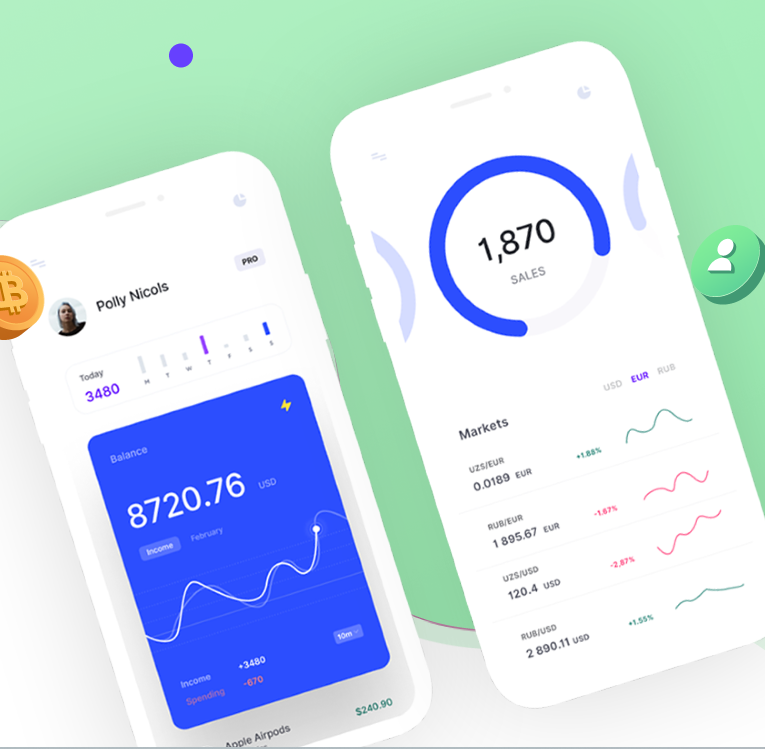 PRO
Polly Nicols
Today
3480
M T W T F S S
Balance
8720.76 USD
Income February
10m
Income +3480
Spending -670
Apple Airpods
$240.90
1,870
SALES
USD EUR RUB
Markets
UZS/EUR
0.0189 EUR +1.88%
RUB/EUR
1 895.67 EUR -1,67%
UZS/USD
120.4 USD -2,87%
RUB/USD
2 890.11 USD +1.55%